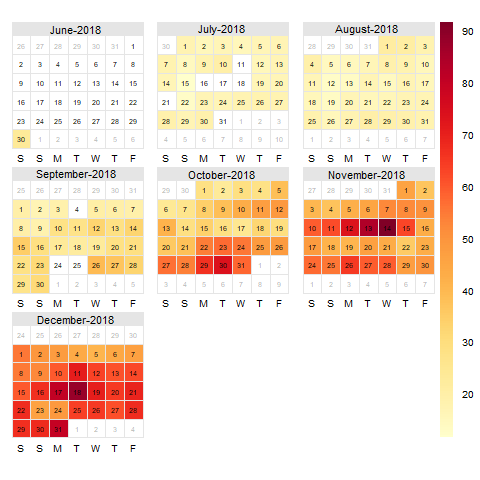 June-2018
26 27 28 29 30 31 1
2 3 4 5 6 7 8
9 10 11 12 13 14 15
16 17 18 19 20 21 22
23 24 25 26 27 28 29
30 1 2 3 4 5 6
S S M T W T F
July-2018
30 1 2 3 4 5 6
7 8 9 10 11 12 13
14 15 16 17 18 19 20
21 22 23 24 25 26 27
28 29 30 31 1 2 3
4 5 6 7 8 9 10
S S M T W T F
August-2018
28 29 30 31 1 2 3
4 5 6 7 8 9 10
11 12 13 14 15 16 17
18 19 20 21 22 23 24
25 26 27 28 29 30 31
1 2 3 4 5 6 7
S S M T W T F
September-2018
25 26 27 28 29 30 31
1 2 3 4 5 6 7
8 9 10 11 12 13 14
15 16 17 18 19 20 21
22 23 24 25 26 27 28
29 30 1 2 3 4 5
S S M T W T F
October-2018
29 30 1 2 3 4 5
6 7 8 9 10 11 12
13 14 15 16 17 18 19
20 21 22 23 24 25 26
27 28 29 30 31 1 2
3 4 5 6 7 8 9
S S M T W T F
November-2018
27 28 29 30 31 1 2
3 4 5 6 7 8 9
10 11 12 13 14 15 16
17 18 19 20 21 22 23
24 25 26 27 28 29 30
1 2 3 4 5 6 7
S S M T W T F
December-2018
24 25 26 27 28 29 30
1 2 3 4 5 6 7
8 9 10 11 12 13 14
15 16 17 18 19 20 21
22 23 24 25 26 27 28
29 30 31 1 2 3 4
S S M T W T F
90
80
70
60
50
40
30
20